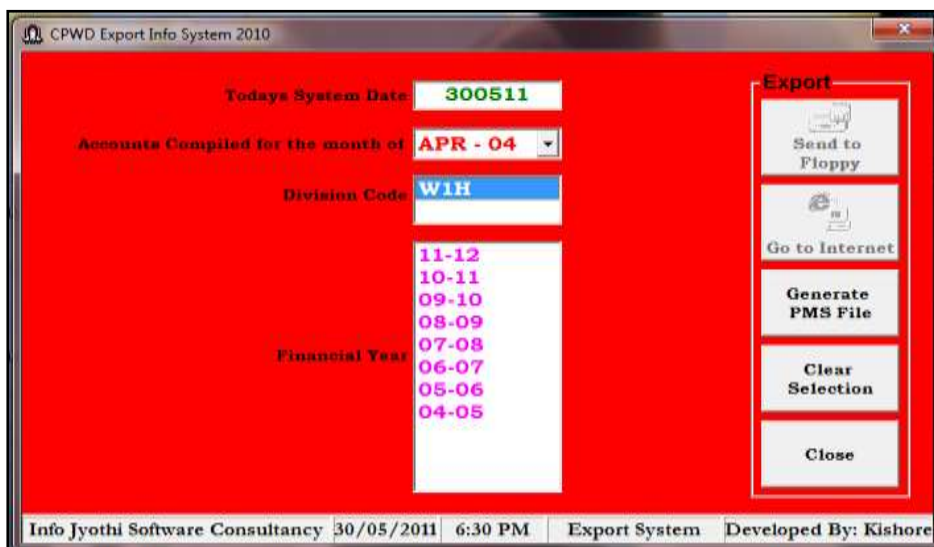 CPWD Export Info System 2010
Todays System Date 300511
Accounts Compiled for the month of APR - 04
Division Code W1H
Financial Year
11-12
10-11
09-10
08-09
07-08
06-07
05-06
04-05
Export
Send to
Floppy
Go to Internet
Generate
PMS File
Clear
Selection
Close
Info Jyothi Software Consultancy 30/05/2011 6:30 PM Export System Developed By: Kishore